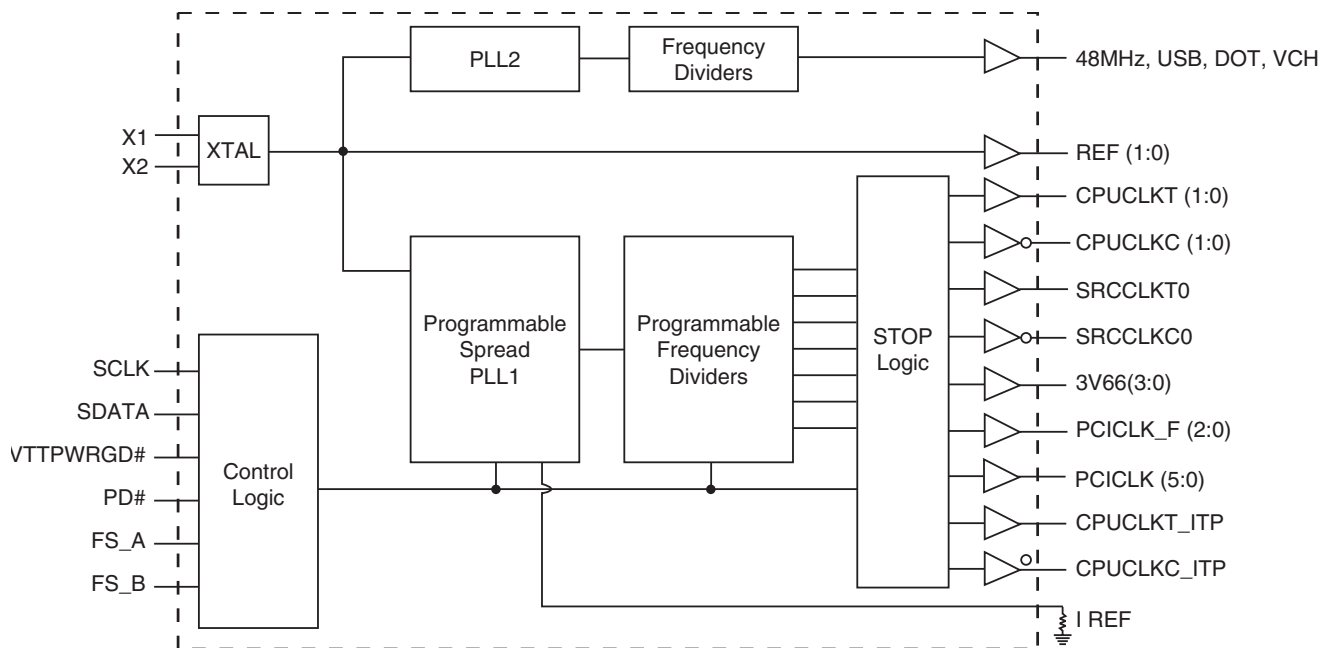 PLL2
Frequency
Dividers
48MHz, USB, DOT, VCH
X1
X2
XTAL
REF (1:0)
CPUCLKT (1:0)
CPUCLKC (1:0)
SRCCLKT0
SRCCLKC0
3V66(3:0)
PCICLK_F (2:0)
PCICLK (5:0)
CPUCLKT_ITP
CPUCLKC_ITP
I REF
Programmable
Spread
PLL1
Programmable
Frequency
Dividers
STOP
Logic
SCLK
SDATA
VTTPWRGD#
PD#
FS_A
FS_B
Control
Logic